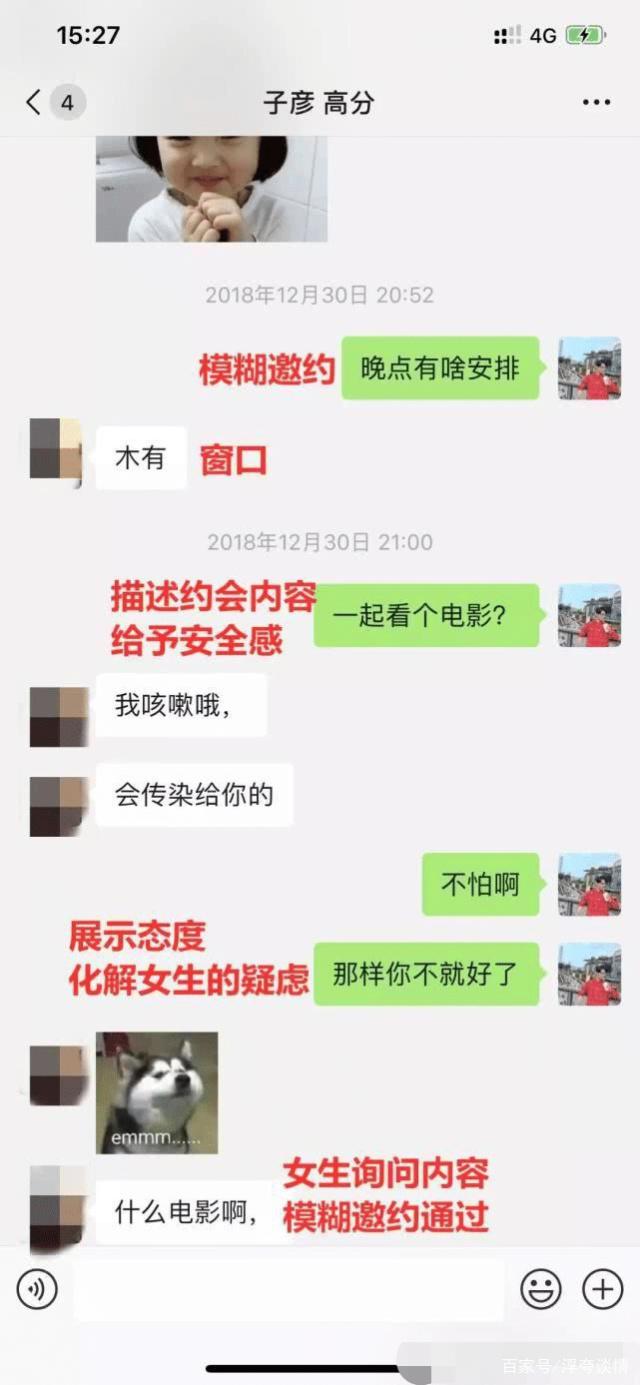 15:27
4G
4
子彦 高分
2018年12月30日 20:52
模糊邀约
晚点有啥安排
木有
窗口
2018年12月30日 21:00
描述约会内容
给予安全感
一起看个电影?
我咳嗽哦，
会传染给你的
不怕啊
展示态度
化解女生的疑虑
那样你不就好了
emmm......
女生询问内容
模糊邀约通过
什么电影啊，
百家号/浮夸谈情